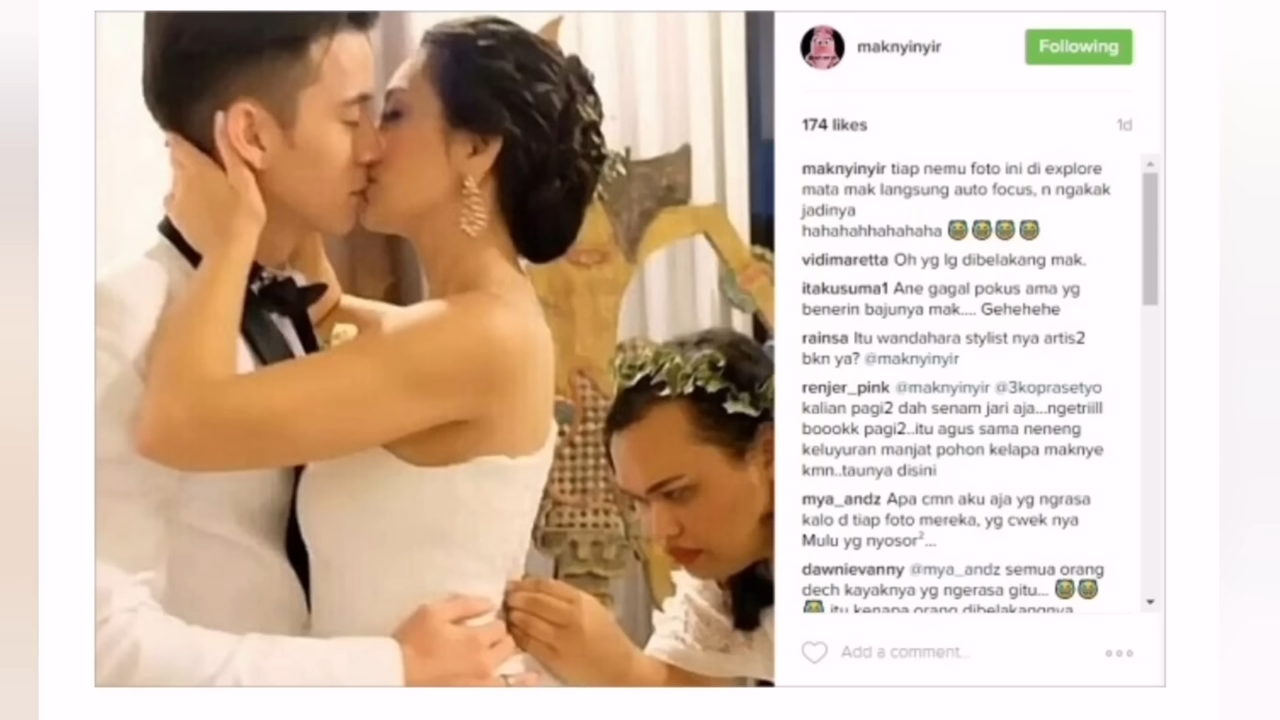 maknyinyir
Following
174 likes
1d
maknyinyir tiap nemu foto ini di explore
mata mak langsung auto focus, n ngakak
jadinya
hahahahhahahaha 😂😂😂😂
vidimaretta Oh yg lg dibelakang mak.
itakusuma1 Ane gagal pokus ama yg
benerin bajunya mak.... Gehehehe
rainsa Itu wandahara stylist nya artis2
bkn ya? @maknyinyir
renjer_pink @maknyinyir @3koprasetyo
kalian pagi2 dah senam jari aja...ngetriill
boookk pagi2..itu agus sama neneng
keluyuran manjat pohon kelapa maknye
kmn..taunya disini
mya_andz Apa cmn aku aja yg ngrasa
kalo d tiap foto mereka, yg cwek nya
Mulu yg nyosor²...
dawnievanny @mya_andz semua orang
dech kayaknya yg ngerasa gitu... 😂😂
😂 itu kenapa orang dibelakangnya
Add a comment...